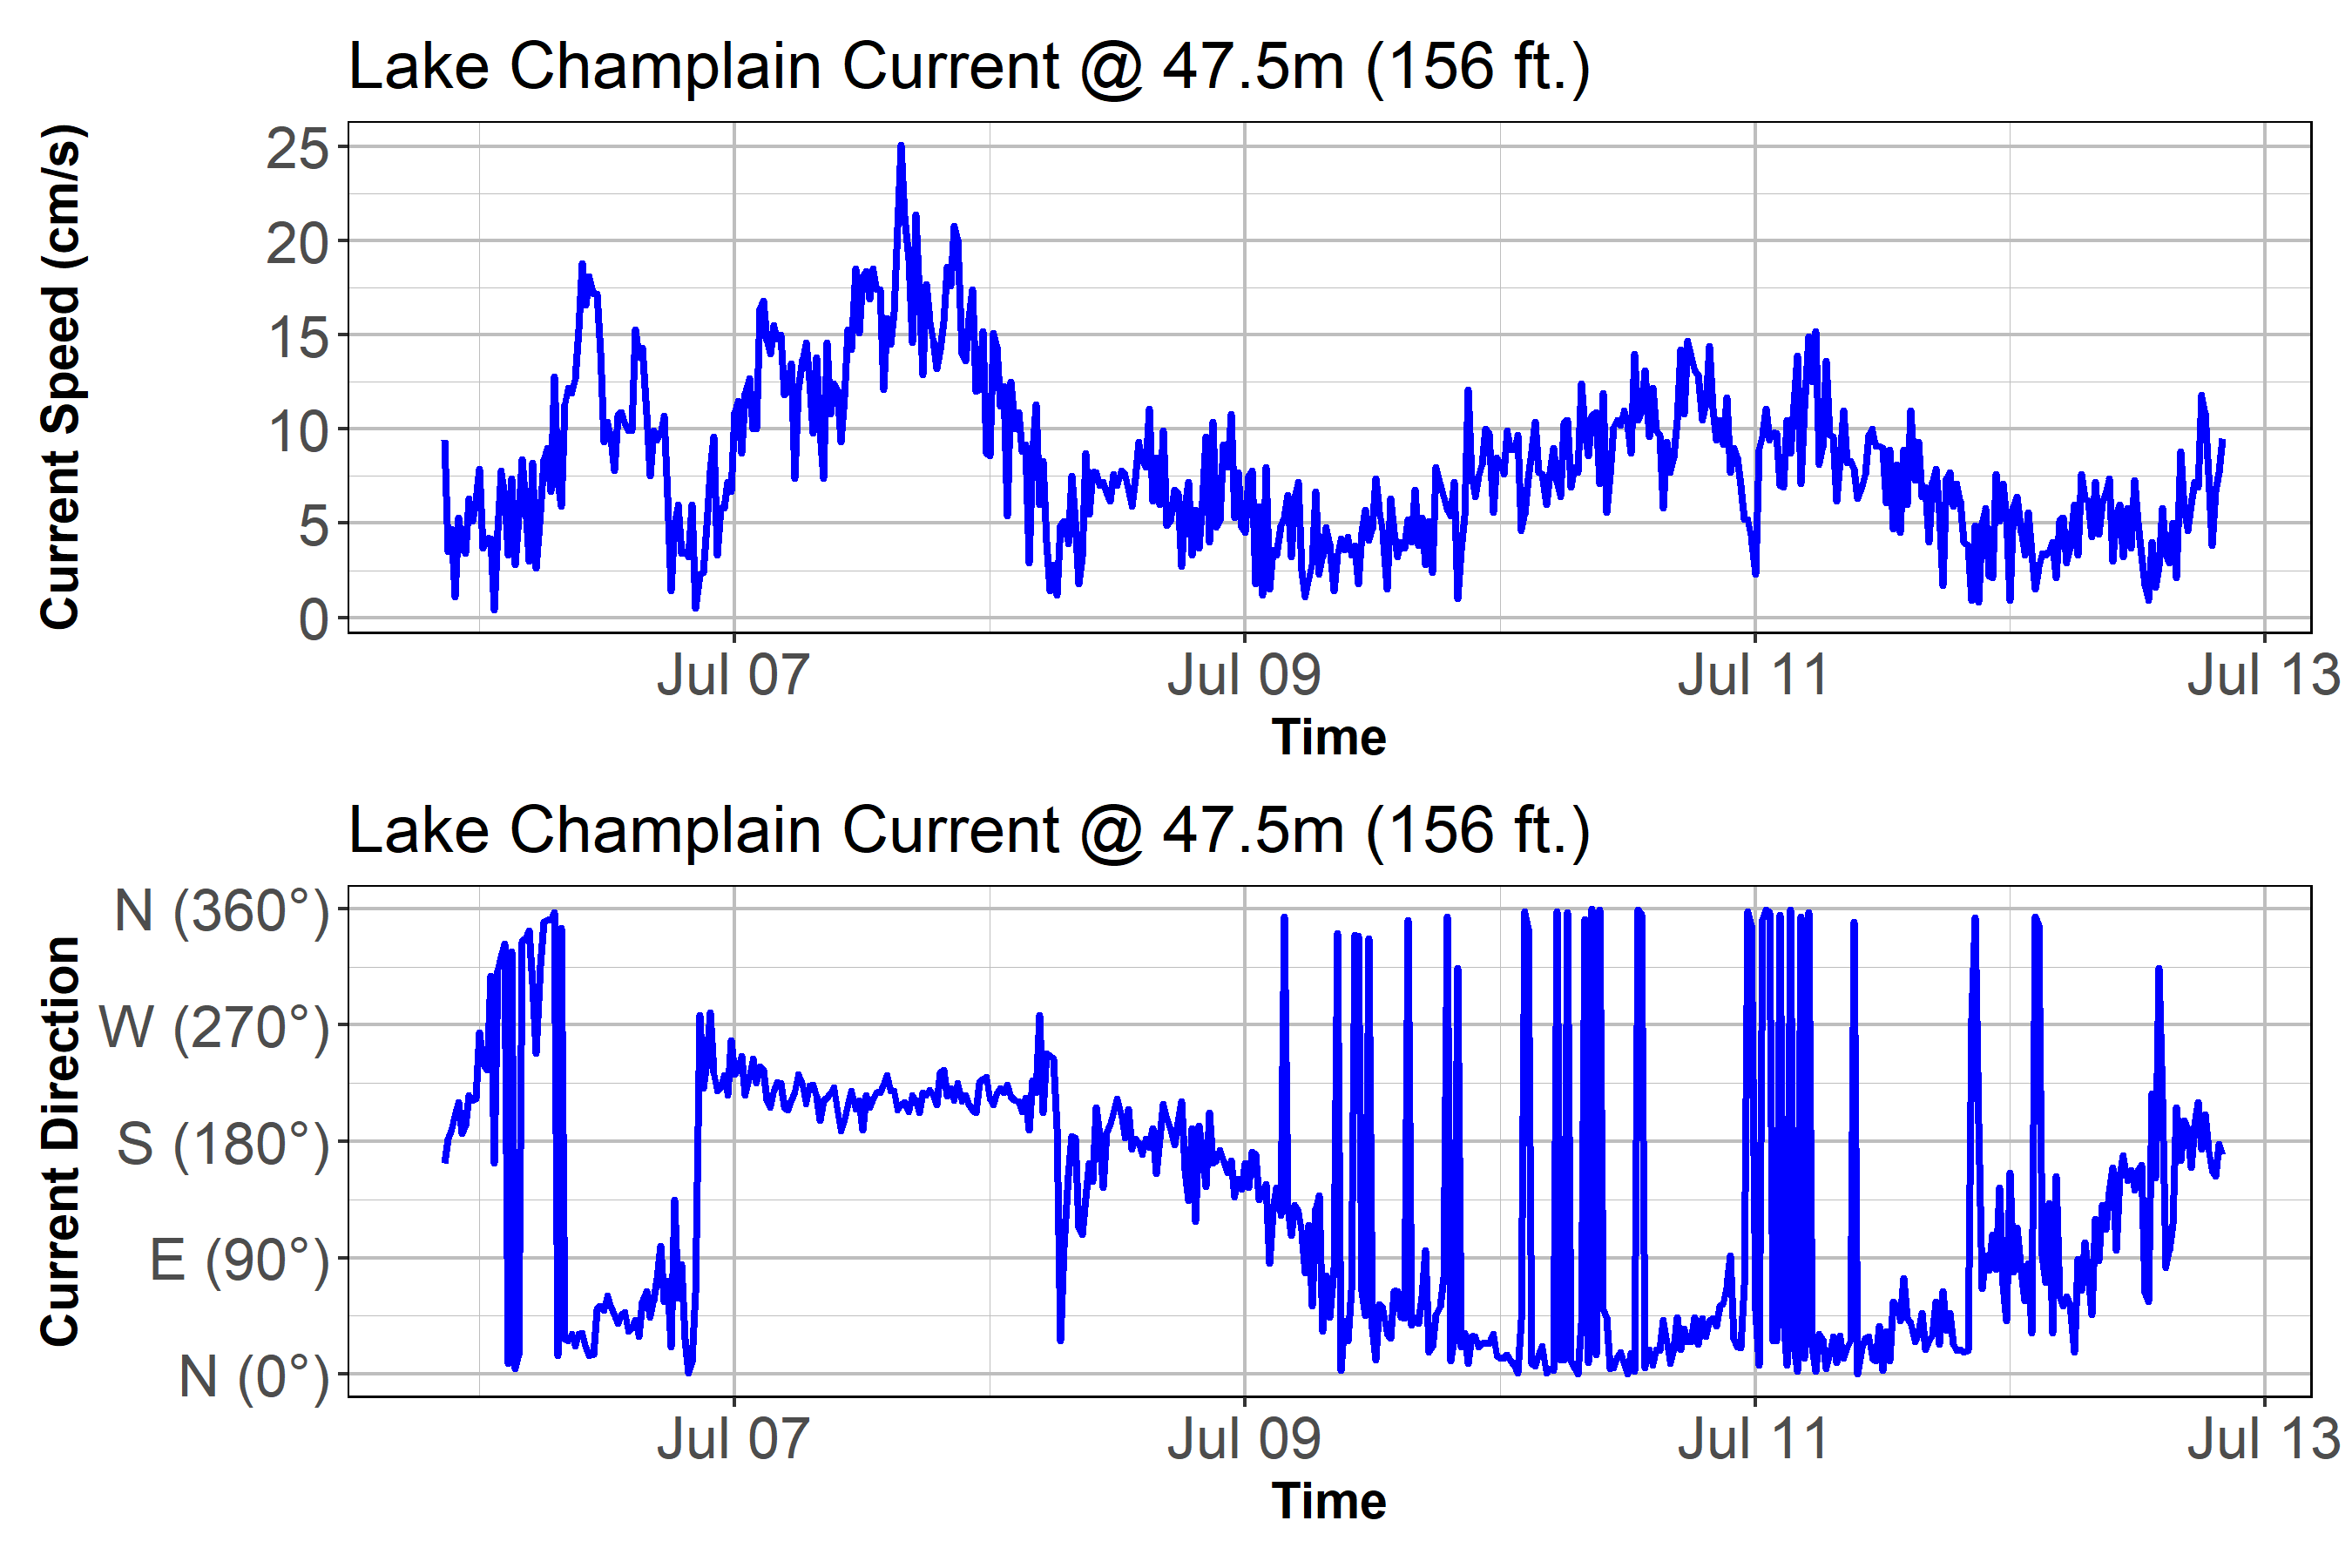 Lake Champlain Current @ 47.5m (156 ft.)
Current Speed (cm/s)
25
20
15
10
5
0
Jul 07
Jul 09
Jul 11
Jul 13
Time
Lake Champlain Current @ 47.5m (156 ft.)
Current Direction
N (360°)
W (270°)
S (180°)
E (90°)
N (0°)
Jul 07
Jul 09
Jul 11
Jul 13
Time